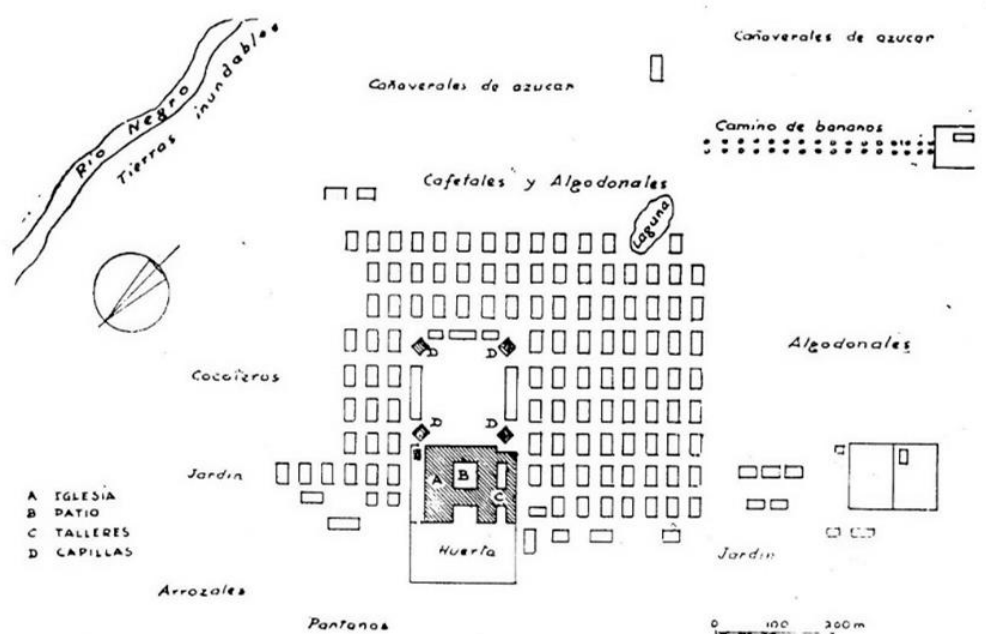 Cañaverales de azucar
Cañaverales de azucar
RIO NEGRO
Tierras inundables
Camino de bananos
Cafetales y Algodonales
Laguna
D D
Algodonales
Cocoteros
D D
Jardin
A B C
A IGLESIA
B PATIO
C TALLERES
D CAPILLAS
Huerta
Jardin
Arrozales
Pantanos
0 100 200 m